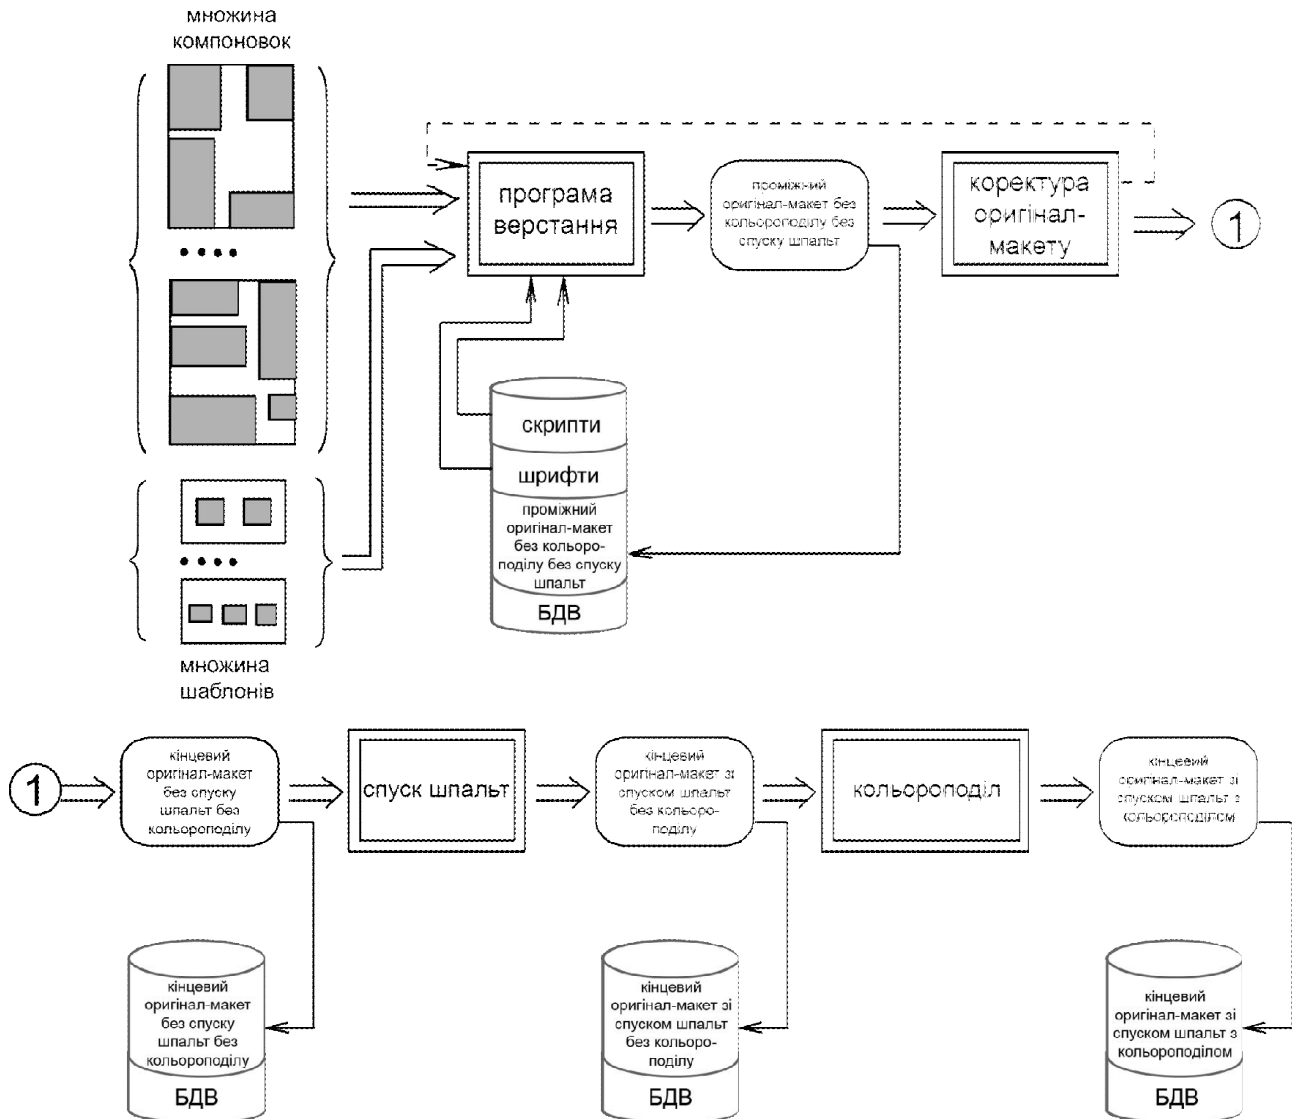 множина
компоновок
програма
верстання
проміжний
оригінал-макет без
кольороподілу без
спуску шпальт
коректура
оригінал-
макету
1
скрипти
шрифти
проміжний
оригінал-макет
без кольоро-
поділу без спуску
шпальт
БДВ
множина
шаблонів
1
кінцевий
оригінал-макет
без спуску
шпальт без
кольороподілу
спуск шпальт
кінцевий
оригінал-макет зі
спуском шпальт
без кольоро-
поділу
кольороподіл
кінцевий
оригінал-макет зі
спуском шпальт з
кольороподілом
кінцевий
оригінал-макет
без спуску
шпальт без
кольороподілу
БДВ
кінцевий
оригінал-макет зі
спуском шпальт
без кольоро-
поділу
БДВ
кінцевий
оригінал-макет зі
спуском шпальт з
кольороподілом
БДВ